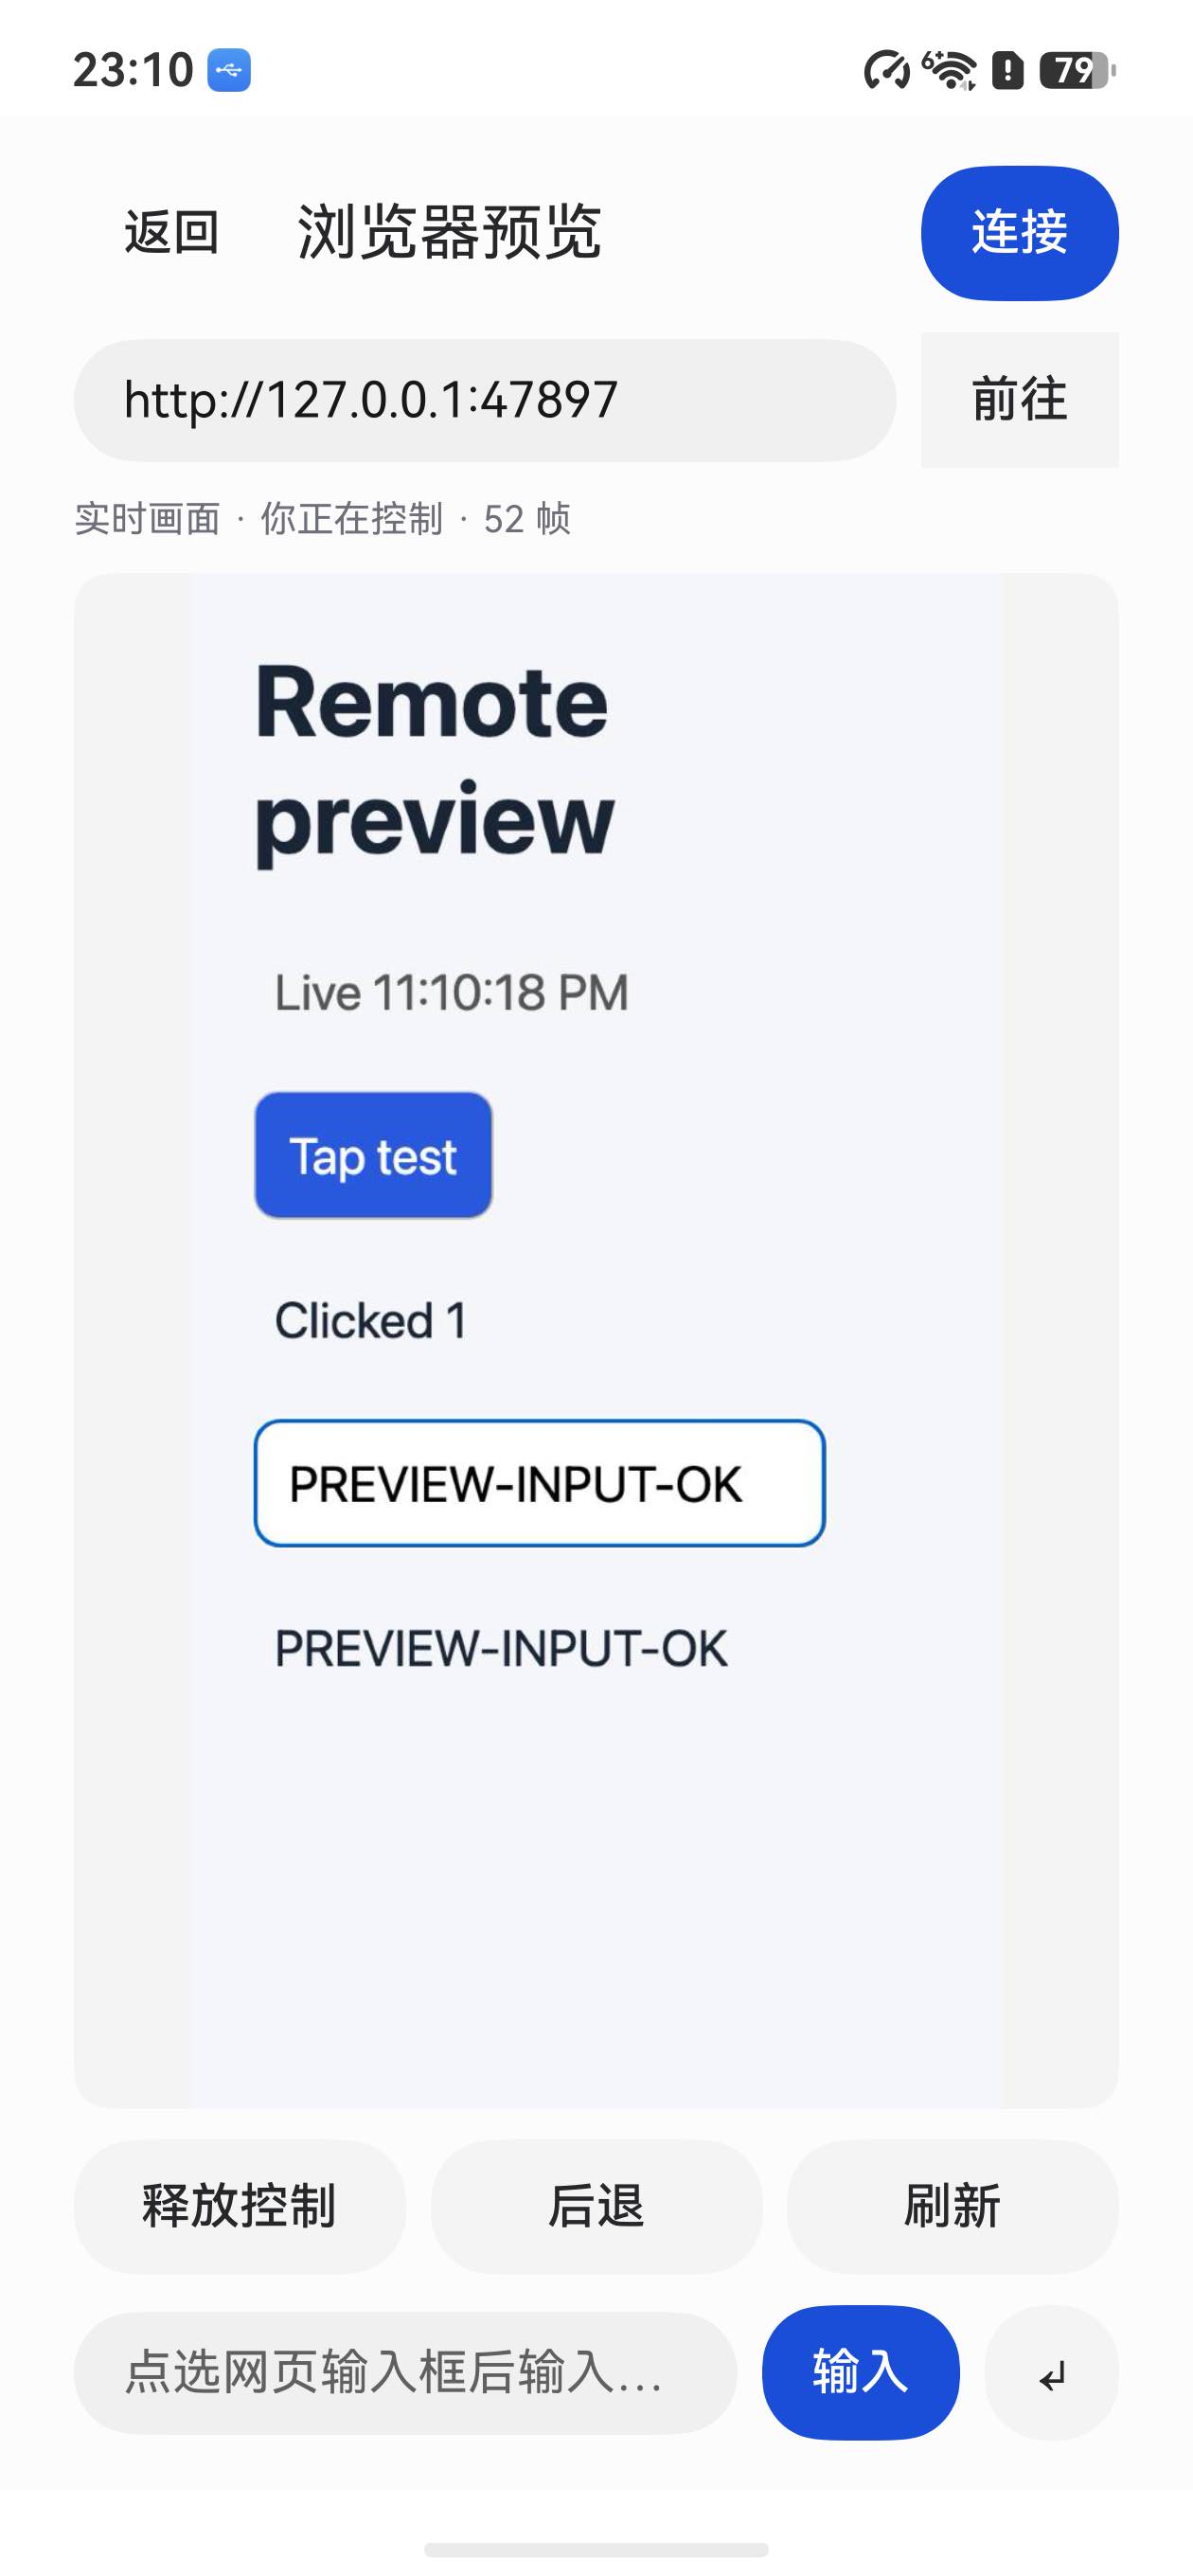 23:10
79
返回 浏览器预览 连接
http://127.0.0.1:47897 前往
实时画面 · 你正在控制 · 52 帧
Remote
preview
Live 11:10:18 PM
Tap test
Clicked 1
PREVIEW-INPUT-OK
PREVIEW-INPUT-OK
释放控制 后退 刷新
点选网页输入框后输入... 输入 ↲